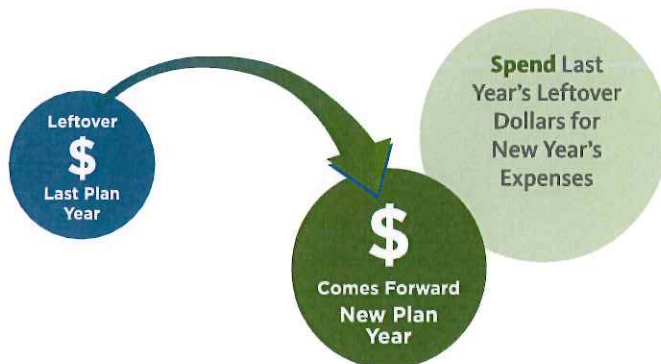 Leftover
$
Last Plan
Year
$
Comes Forward
New Plan
Year
Spend Last
Year's Leftover
Dollars for
New Year's
Expenses